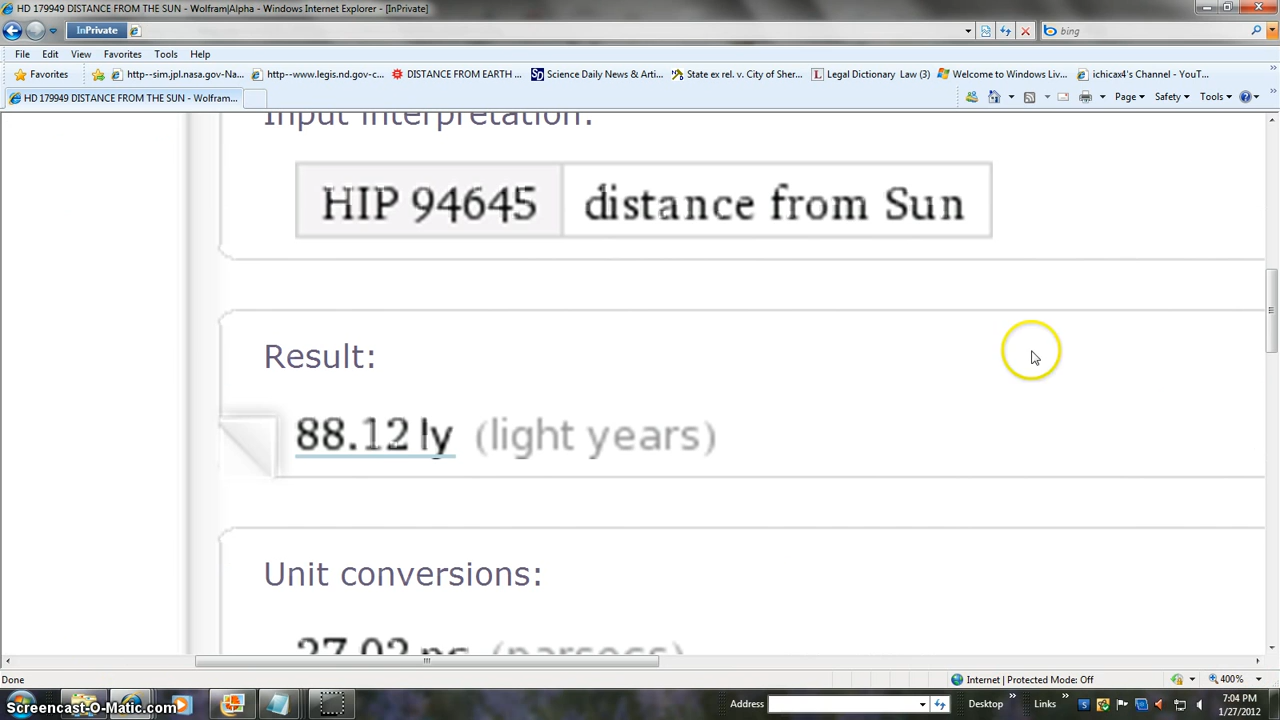 HD 179949 DISTANCE FROM THE SUN - Wolfram|Alpha - Windows Internet Explorer - [InPrivate]
InPrivate
bing
File Edit View Favorites Tools Help
Favorites http--sim.jpl.nasa.gov-Na... http--www.legis.nd.gov-c... DISTANCE FROM EARTH ... Science Daily News & Arti... State ex rel. v. City of Sher... Legal Dictionary Law (3) Welcome to Windows Liv... ichicax4's Channel - YouT...
HD 179949 DISTANCE FROM THE SUN - Wolfram...
Page Safety Tools
Input interpretation:
HIP 94645 distance from Sun
Result:
88.12 ly (light years)
Unit conversions:
27.02 pc (parsecs)
Done
Internet | Protected Mode: Off
400%
Screencast-O-Matic.com
Address
Desktop
Links
7:04 PM
1/27/2012